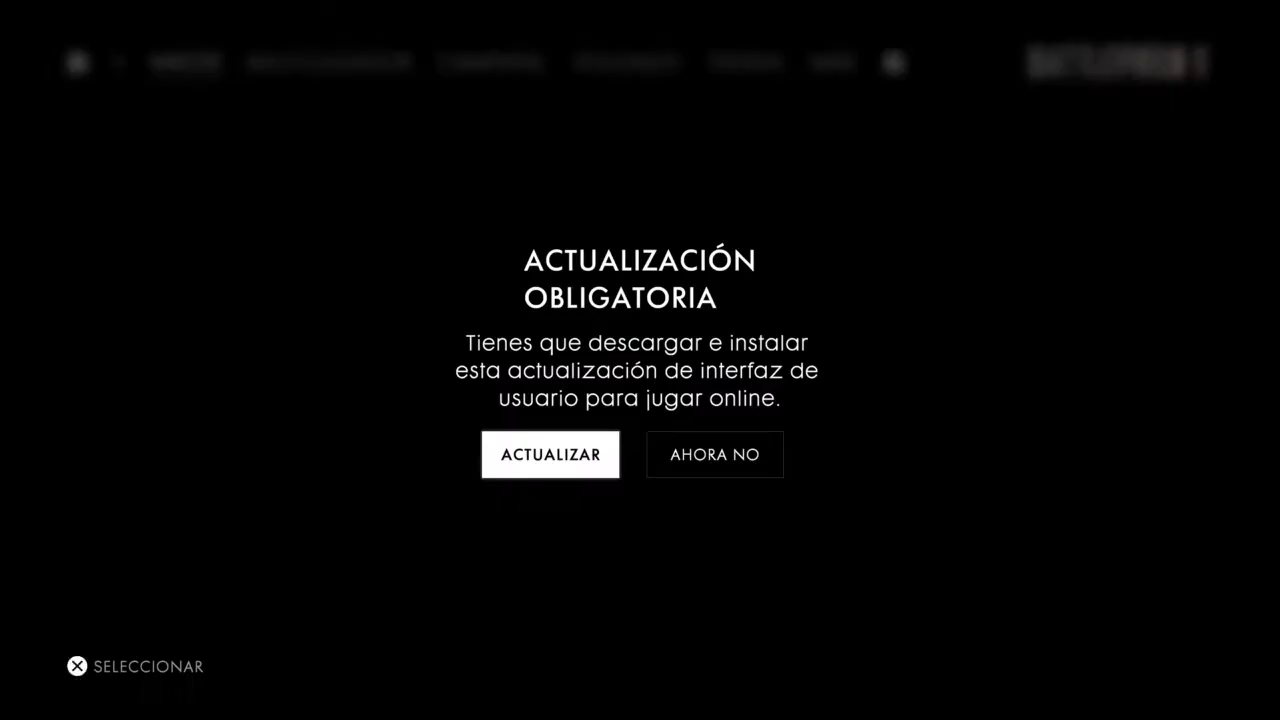 ACTUALIZACIÓN
OBLIGATORIA
Tienes que descargar e instalar
esta actualización de interfaz de
usuario para jugar online.
ACTUALIZAR
AHORA NO
SELECCIONAR